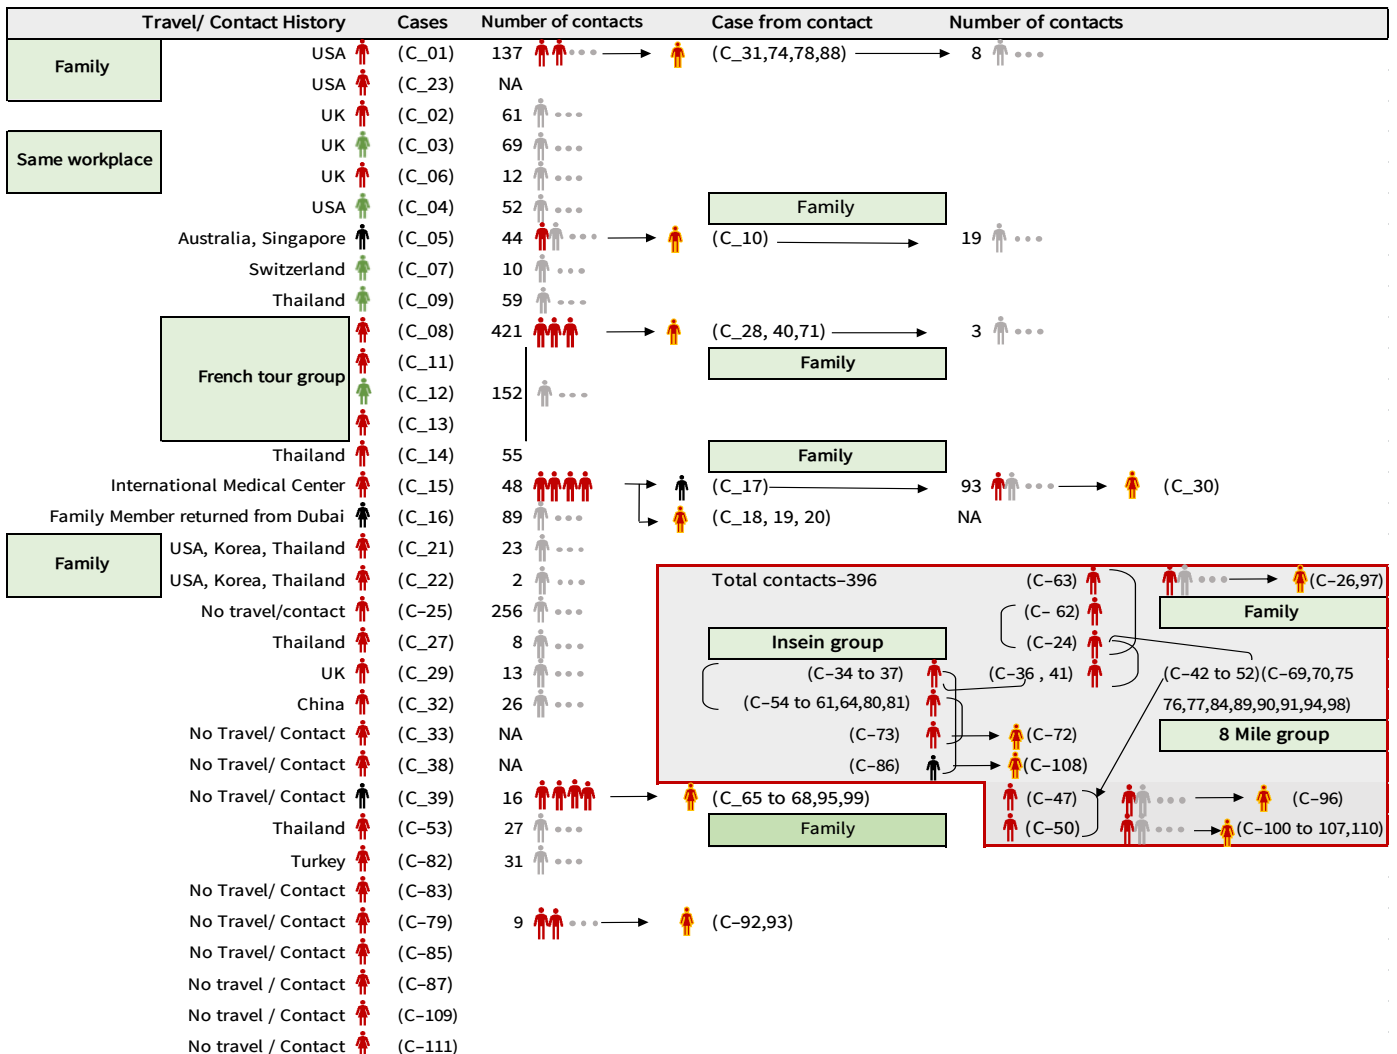 Travel/ Contact History Cases Number of contacts Case from contact Number of contacts
Family
USA (C_01) 137 (C_31,74,78,88) 8
USA (C_23) NA
UK (C_02) 61
Same workplace
UK (C_03) 69
UK (C_06) 12
USA (C_04) 52 Family
Australia, Singapore (C_05) 44 (C_10) 19
Switzerland (C_07) 10
Thailand (C_09) 59
French tour group
(C_08) 421 (C_28, 40,71) 3
(C_11) Family
(C_12) 152
(C_13)
Thailand (C_14) 55 Family
International Medical Center (C_15) 48 (C_17) 93 (C_30)
Family Member returned from Dubai (C_16) 89 (C_18, 19, 20) NA
Family
USA, Korea, Thailand (C_21) 23
USA, Korea, Thailand (C_22) 2 Total contacts–396 (C–63) (C–26,97)
No travel/contact (C–25) 256 (C– 62) Family
Thailand (C_27) 8 Insein group (C–24)
UK (C_29) 13 (C–34 to 37) (C–36 , 41) (C–42 to 52)(C–69,70,75
China (C_32) 26 (C–54 to 61,64,80,81) 76,77,84,89,90,91,94,98)
No Travel/ Contact (C_33) NA (C–73) (C–72) 8 Mile group
No Travel/ Contact (C_38) NA (C–86) (C–108)
No Travel/ Contact (C_39) 16 (C_65 to 68,95,99) (C–47) (C–96)
Thailand (C–53) 27 Family (C–50) (C–100 to 107,110)
Turkey (C–82) 31
No Travel/ Contact (C–83)
No Travel/ Contact (C–79) 9 (C–92,93)
No Travel/ Contact (C–85)
No travel / Contact (C–87)
No travel / Contact (C–109)
No travel / Contact (C–111)